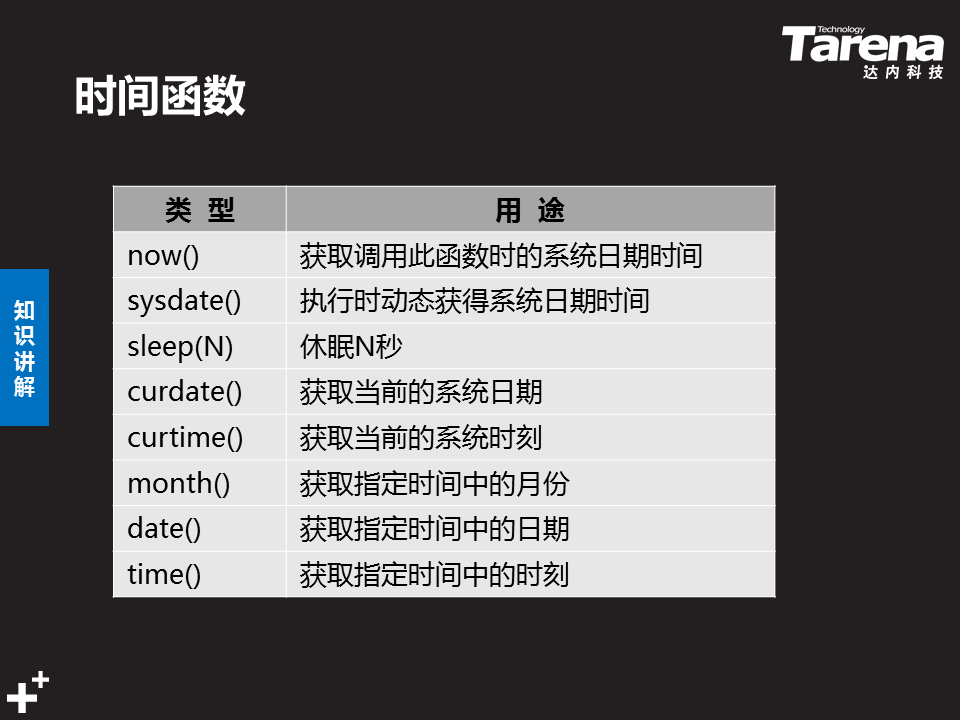 Technology
Tarena
达内科技
时间函数
类 型 用 途
now() 获取调用此函数时的系统日期时间
sysdate() 执行时动态获得系统日期时间
sleep(N) 休眠N秒
curdate() 获取当前的系统日期
curtime() 获取当前的系统时刻
month() 获取指定时间中的月份
date() 获取指定时间中的日期
time() 获取指定时间中的时刻
知识讲解